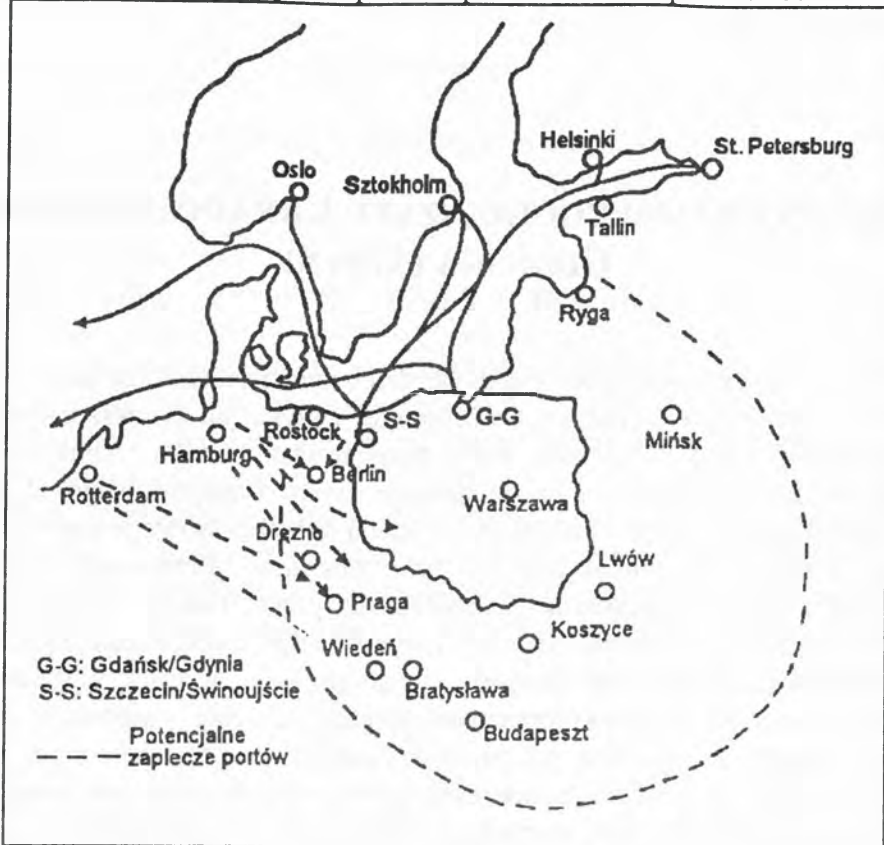 Helsinki
St. Petersburg
Oslo
Sztokholm
Tallin
Ryga
Rostock
S-S
G-G
Mińsk
Hamburg
Berlin
Rotterdam
Warszawa
Drezno
Lwów
Praga
Koszyce
Wiedeń
Bratysława
G-G: Gdańsk/Gdynia
S-S: Szczecin/Świnoujście
Budapeszt
Potencjalne
zaplecze portów